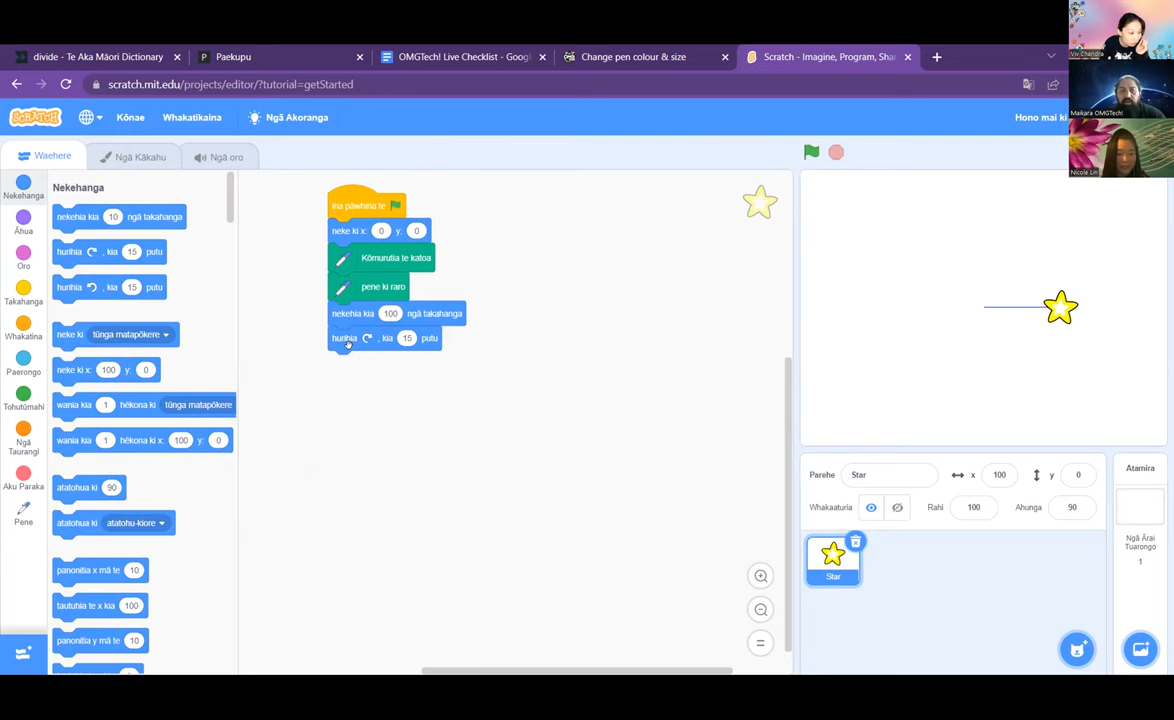 divide - Te Aka Māori Dictionary
Paekupu
OMGTech! Live Checklist - Googl
Change pen colour & size
Scratch - Imagine, Program, Sha
scratch.mit.edu/projects/editor/?tutorial=getStarted
SCRATCH
Kōnae
Whakatikaina
Ngā Akoranga
Hono mai ki
Viv Chandra
Maikara OMGTech!
Nicole Lin
Waehere
Ngā Kākahu
Ngā oro
Nekehanga
Āhua
Oro
Takahanga
Whakatina
Paerongo
Tohutūmahi
Ngā Taurangi
Aku Paraka
Pene
Nekehanga
nekehia kia 10 ngā takahanga
hurihia , kia 15 putu
hurihia , kia 15 putu
neke ki tūnga matapōkere
neke ki x: 100 y: 0
wania kia 1 hēkona ki tūnga matapōkere
wania kia 1 hēkona ki x: 100 y: 0
atatohua ki 90
atatohua ki atatohu-kiore
panonitia x mā te 10
tautuhia te x kia 100
panonitia y mā te 10
ina pāwhina te
neke ki x: 0 y: 0
Kōmurutia te katoa
pene ki raro
nekehia kia 100 ngā takahanga
hurihia , kia 15 putu
Parehe Star x 100 y 0
Whakaaturia Rahi 100 Ahunga 90
Star
Atamira
Ngā Ārai Tuarongo
1